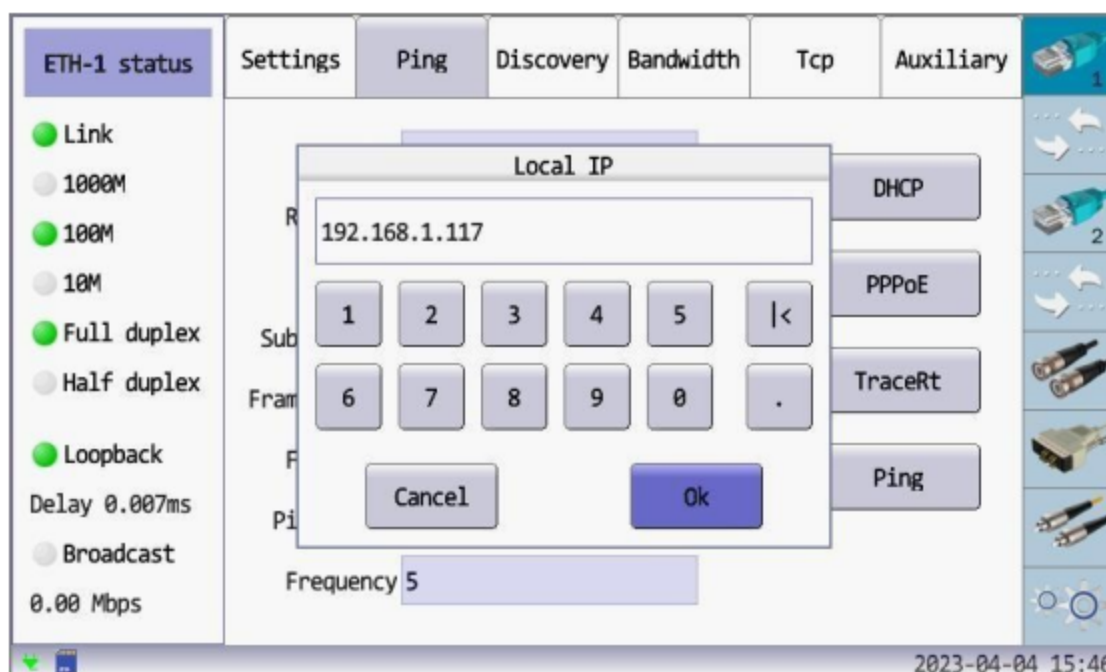 ETH-1 status
Settings
Ping
Discovery
Bandwidth
Tcp
Auxiliary
1
Link
1000M
100M
10M
Full duplex
Half duplex
Loopback
Delay 0.007ms
Broadcast
0.00 Mbps
Local IP
192.168.1.117
1 2 3 4 5 |<
6 7 8 9 0 .
Cancel
Ok
DHCP
PPPoE
TraceRt
Ping
Frequency 5
2
2023-04-04